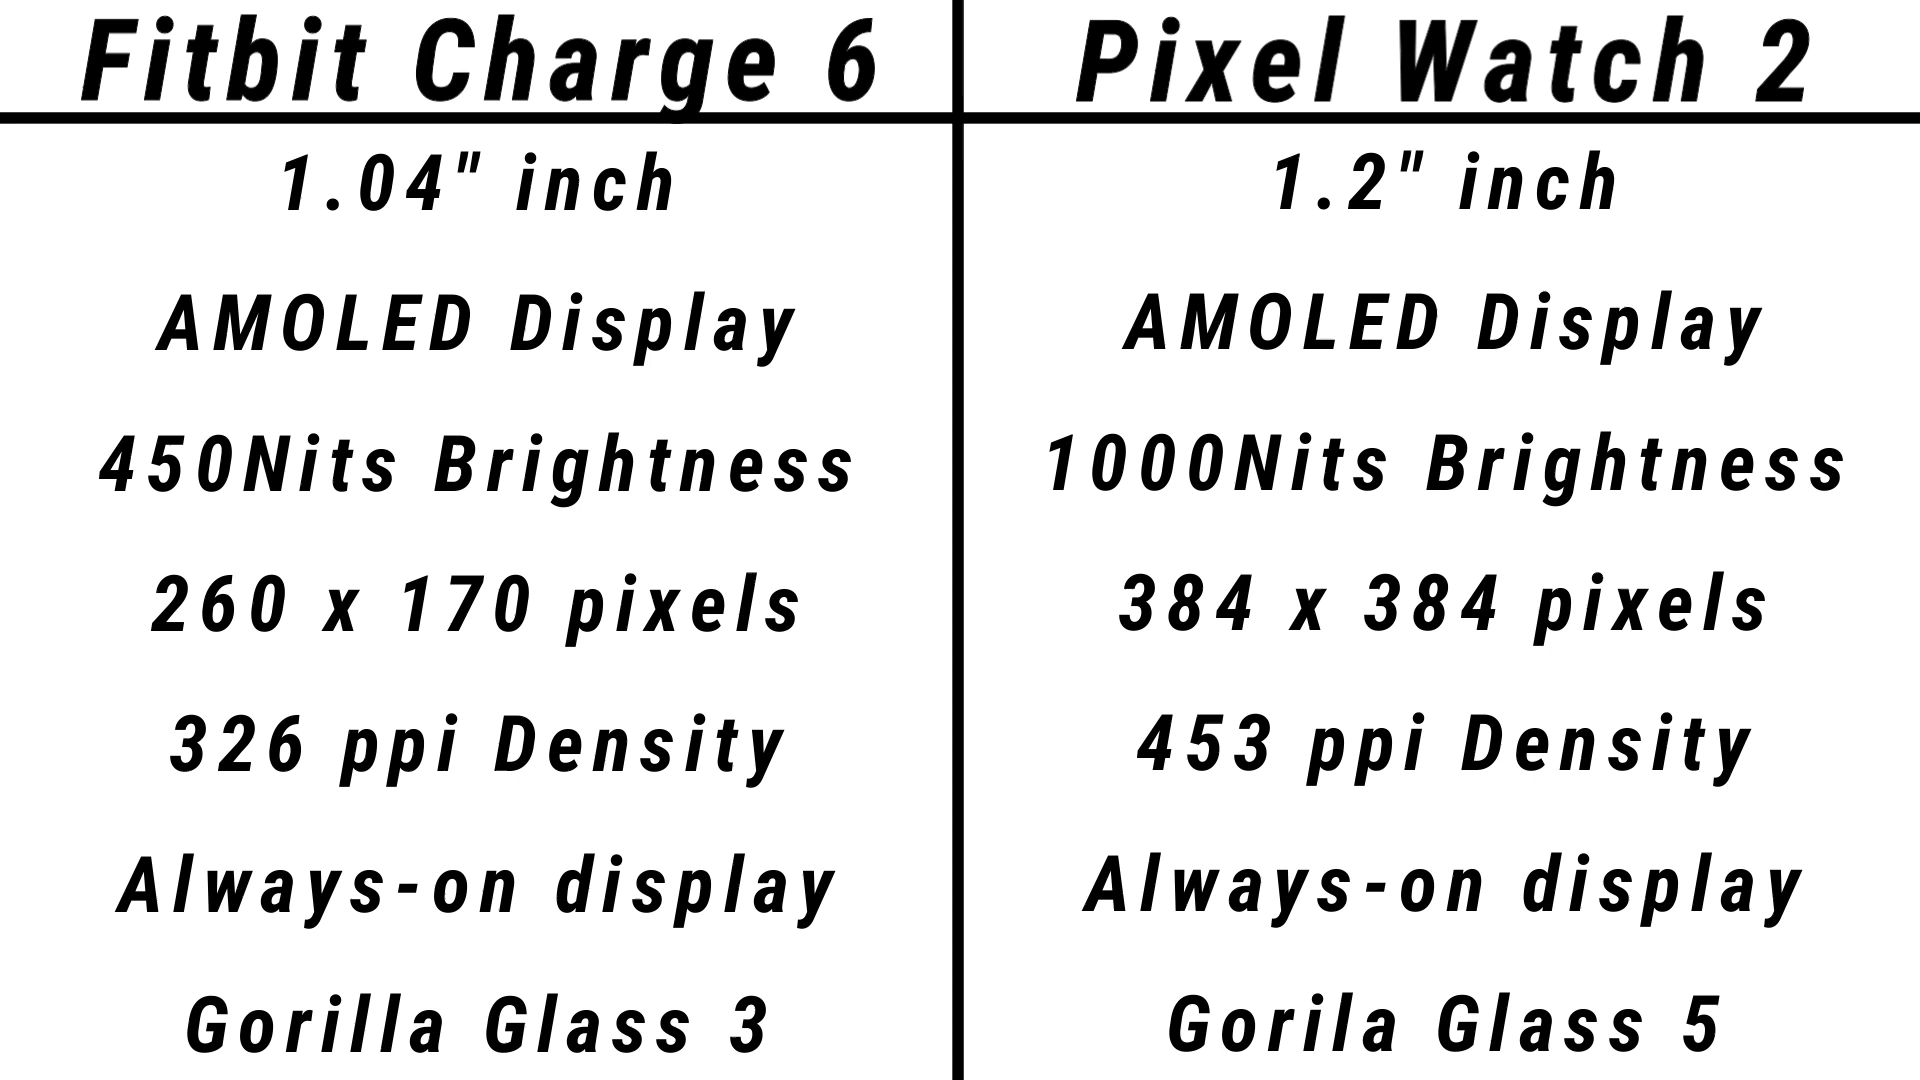 Fitbit Charge 6
Pixel Watch 2
1.04" inch
1.2" inch
AMOLED Display
AMOLED Display
450Nits Brightness
1000Nits Brightness
260 x 170 pixels
384 x 384 pixels
326 ppi Density
453 ppi Density
Always-on display
Always-on display
Gorilla Glass 3
Gorila Glass 5